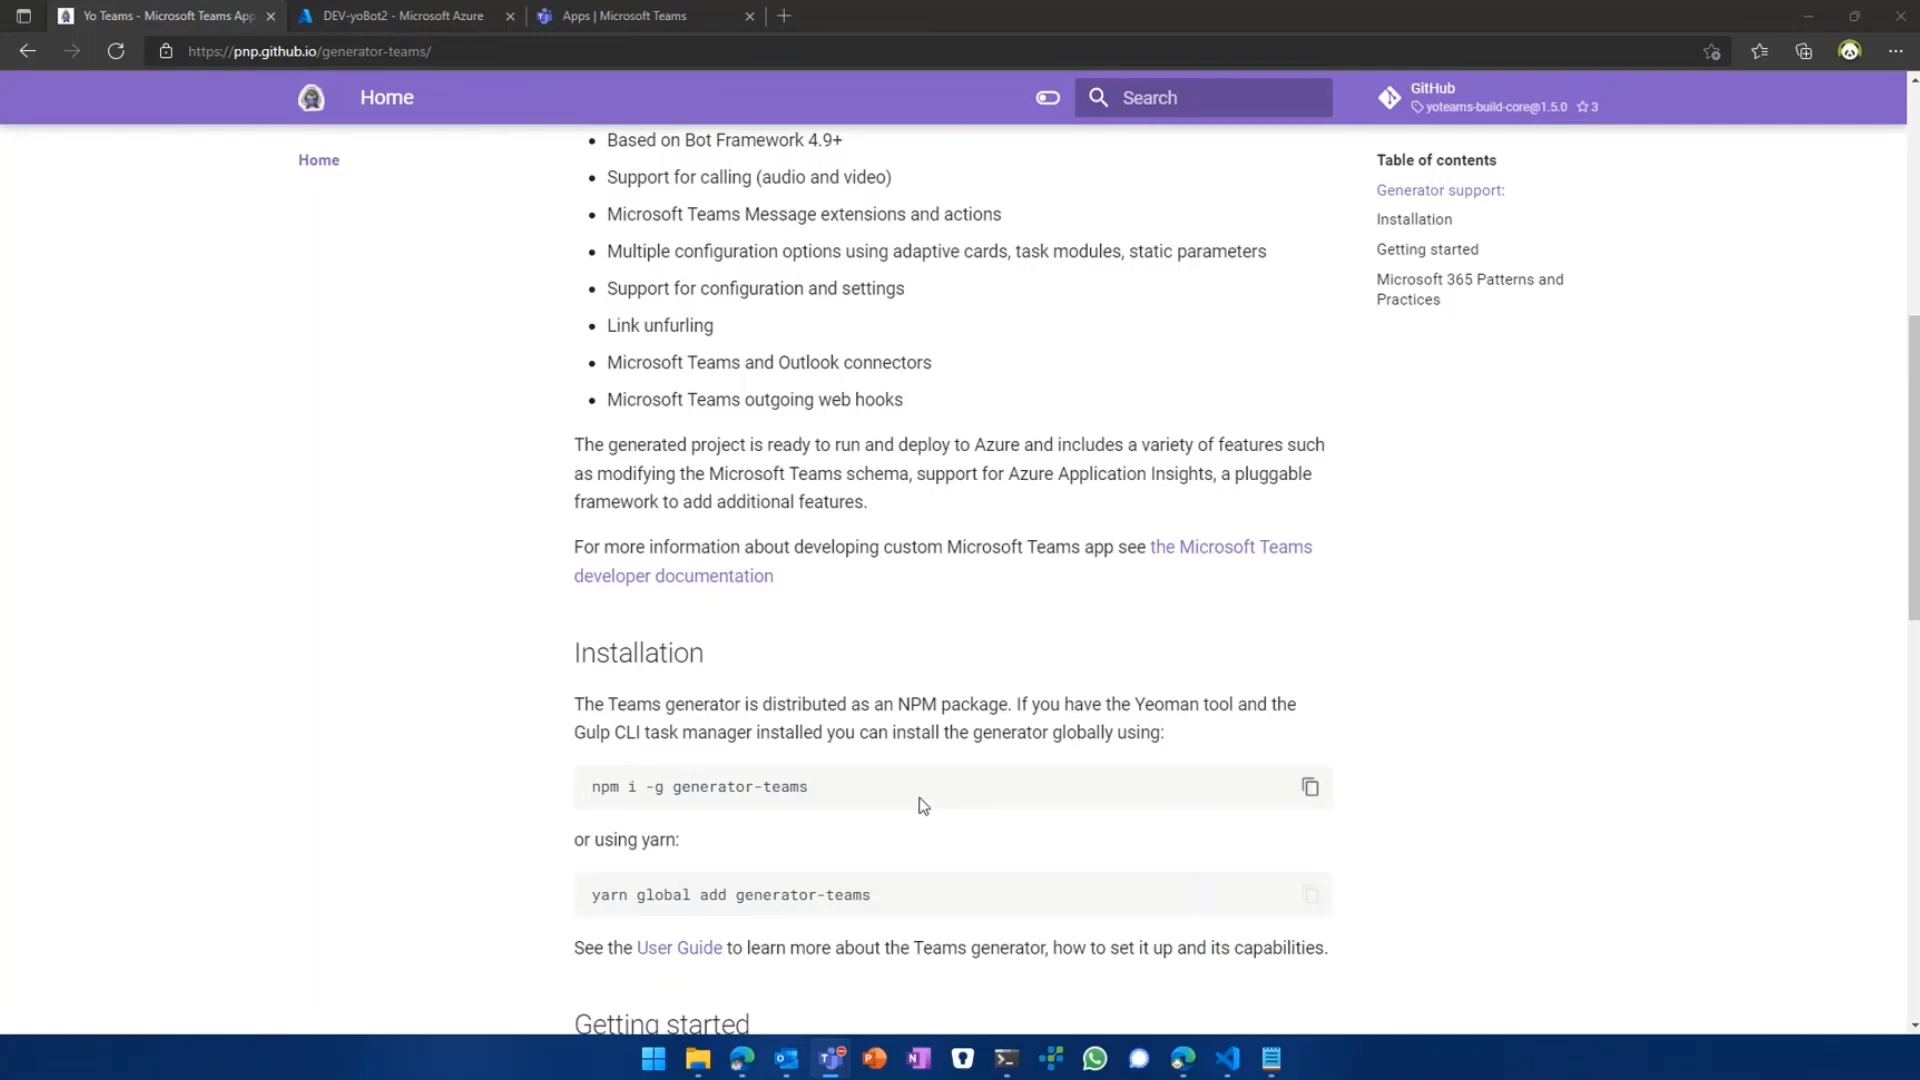 Yo Teams - Microsoft Teams App
DEV-yoBot2 - Microsoft Azure
Apps | Microsoft Teams
https://pnp.github.io/generator-teams/
Home
Search
GitHub
yoteams-build-core@1.5.0 3
Home
Based on Bot Framework 4.9+
Support for calling (audio and video)
Microsoft Teams Message extensions and actions
Multiple configuration options using adaptive cards, task modules, static parameters
Support for configuration and settings
Link unfurling
Microsoft Teams and Outlook connectors
Microsoft Teams outgoing web hooks
The generated project is ready to run and deploy to Azure and includes a variety of features such
as modifying the Microsoft Teams schema, support for Azure Application Insights, a pluggable
framework to add additional features.
For more information about developing custom Microsoft Teams app see the Microsoft Teams
developer documentation
Installation
The Teams generator is distributed as an NPM package. If you have the Yeoman tool and the
Gulp CLI task manager installed you can install the generator globally using:
npm i -g generator-teams
or using yarn:
yarn global add generator-teams
See the User Guide to learn more about the Teams generator, how to set it up and its capabilities.
Getting started
Table of contents
Generator support:
Installation
Getting started
Microsoft 365 Patterns and
Practices